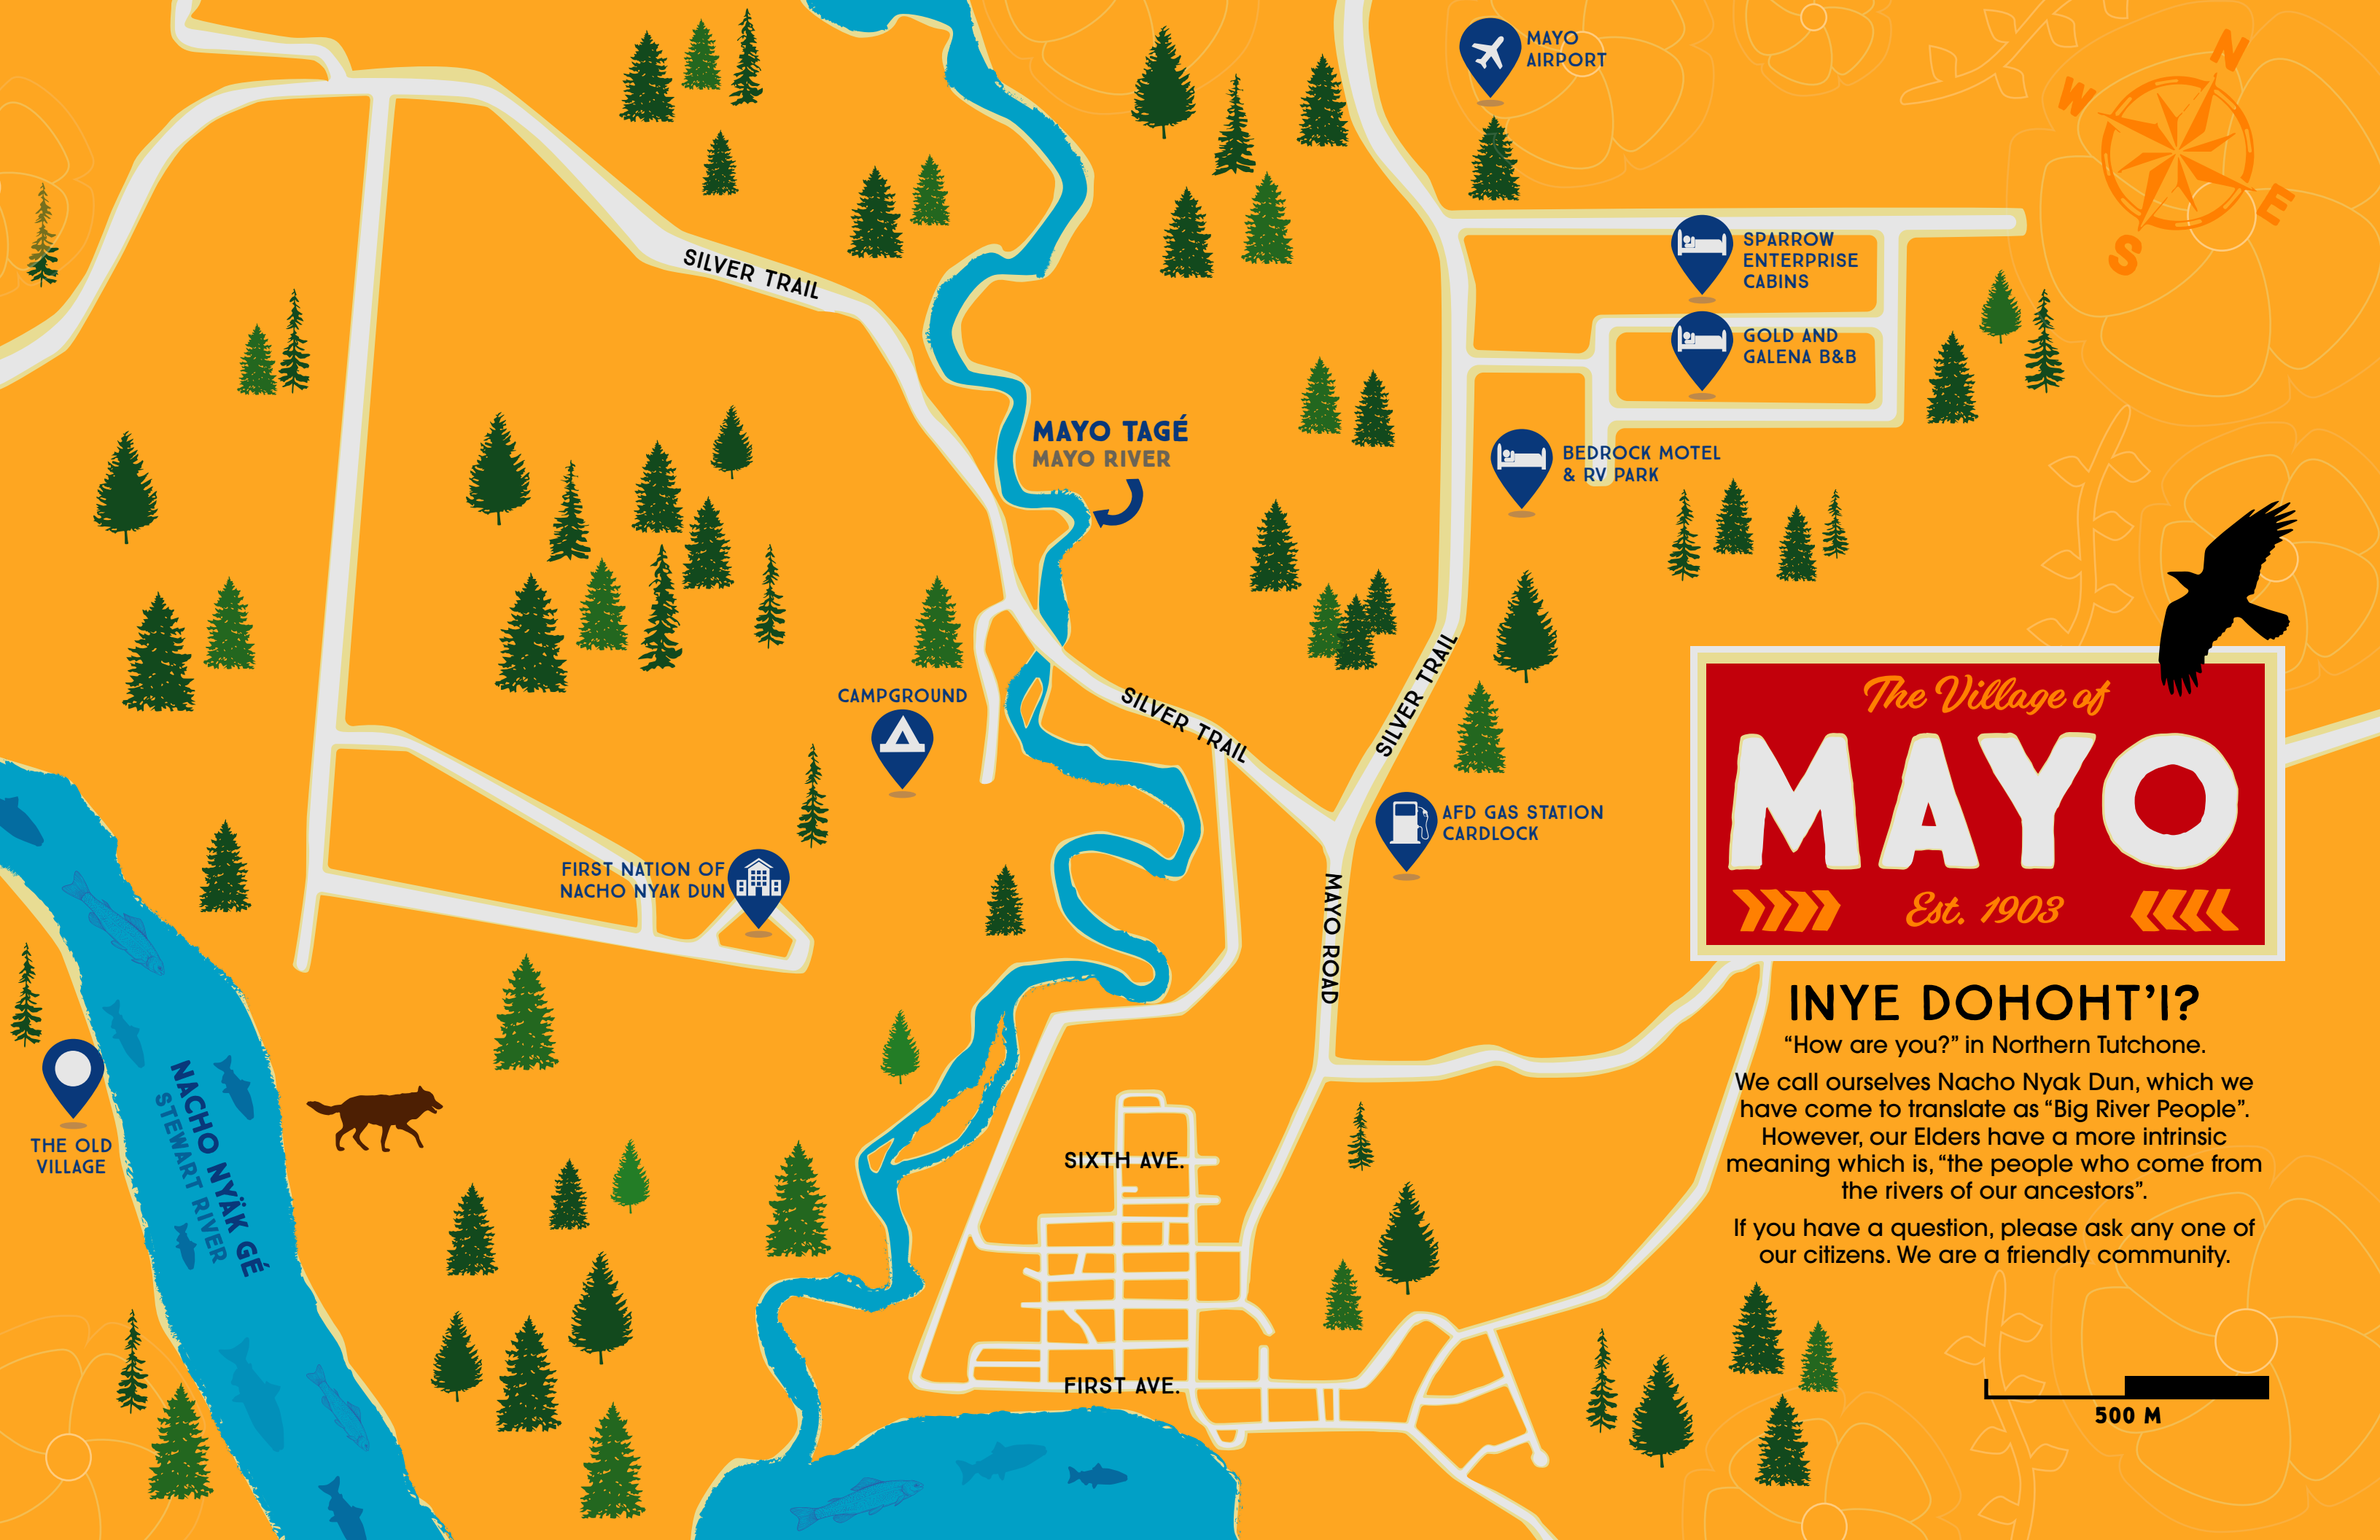 MAYO
AIRPORT
N
W
E
S
SPARROW
ENTERPRISE
CABINS
SILVER TRAIL
GOLD AND
GALENA B&B
MAYO TAGÉ
MAYO RIVER
BEDROCK MOTEL
& RV PARK
SILVER TRAIL
CAMPGROUND
SILVER TRAIL
The Village of
MAYO
Est. 1903
AFD GAS STATION
CARDLOCK
FIRST NATION OF
NACHO NYAK DUN
MAYO ROAD
INYE DOHOHT'I?
“How are you?” in Northern Tutchone.
We call ourselves Nacho Nyak Dun, which we
have come to translate as “Big River People”.
However, our Elders have a more intrinsic
meaning which is, “the people who come from
the rivers of our ancestors”.
If you have a question, please ask any one of
our citizens. We are a friendly community.
THE OLD
VILLAGE
NACHO NYÄK GÉ
STEWART RIVER
SIXTH AVE.
FIRST AVE.
500 M